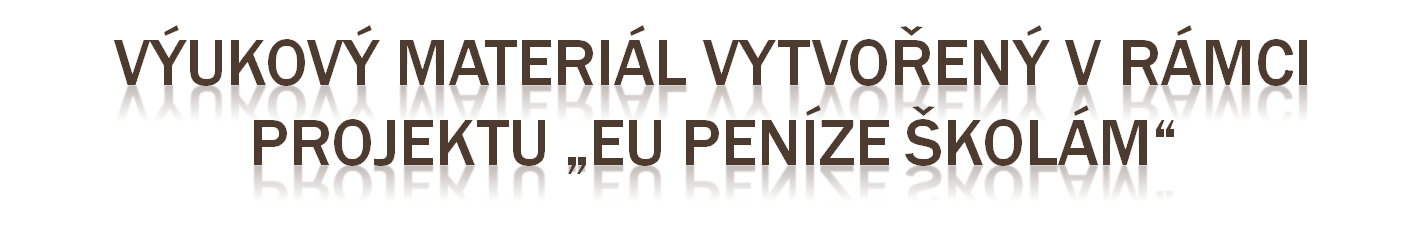 VÝUKOVÝ MATERIÁL VYTVOŘENÝ V RÁMCI
PROJEKTU „EU PENÍZE ŠKOLÁM“